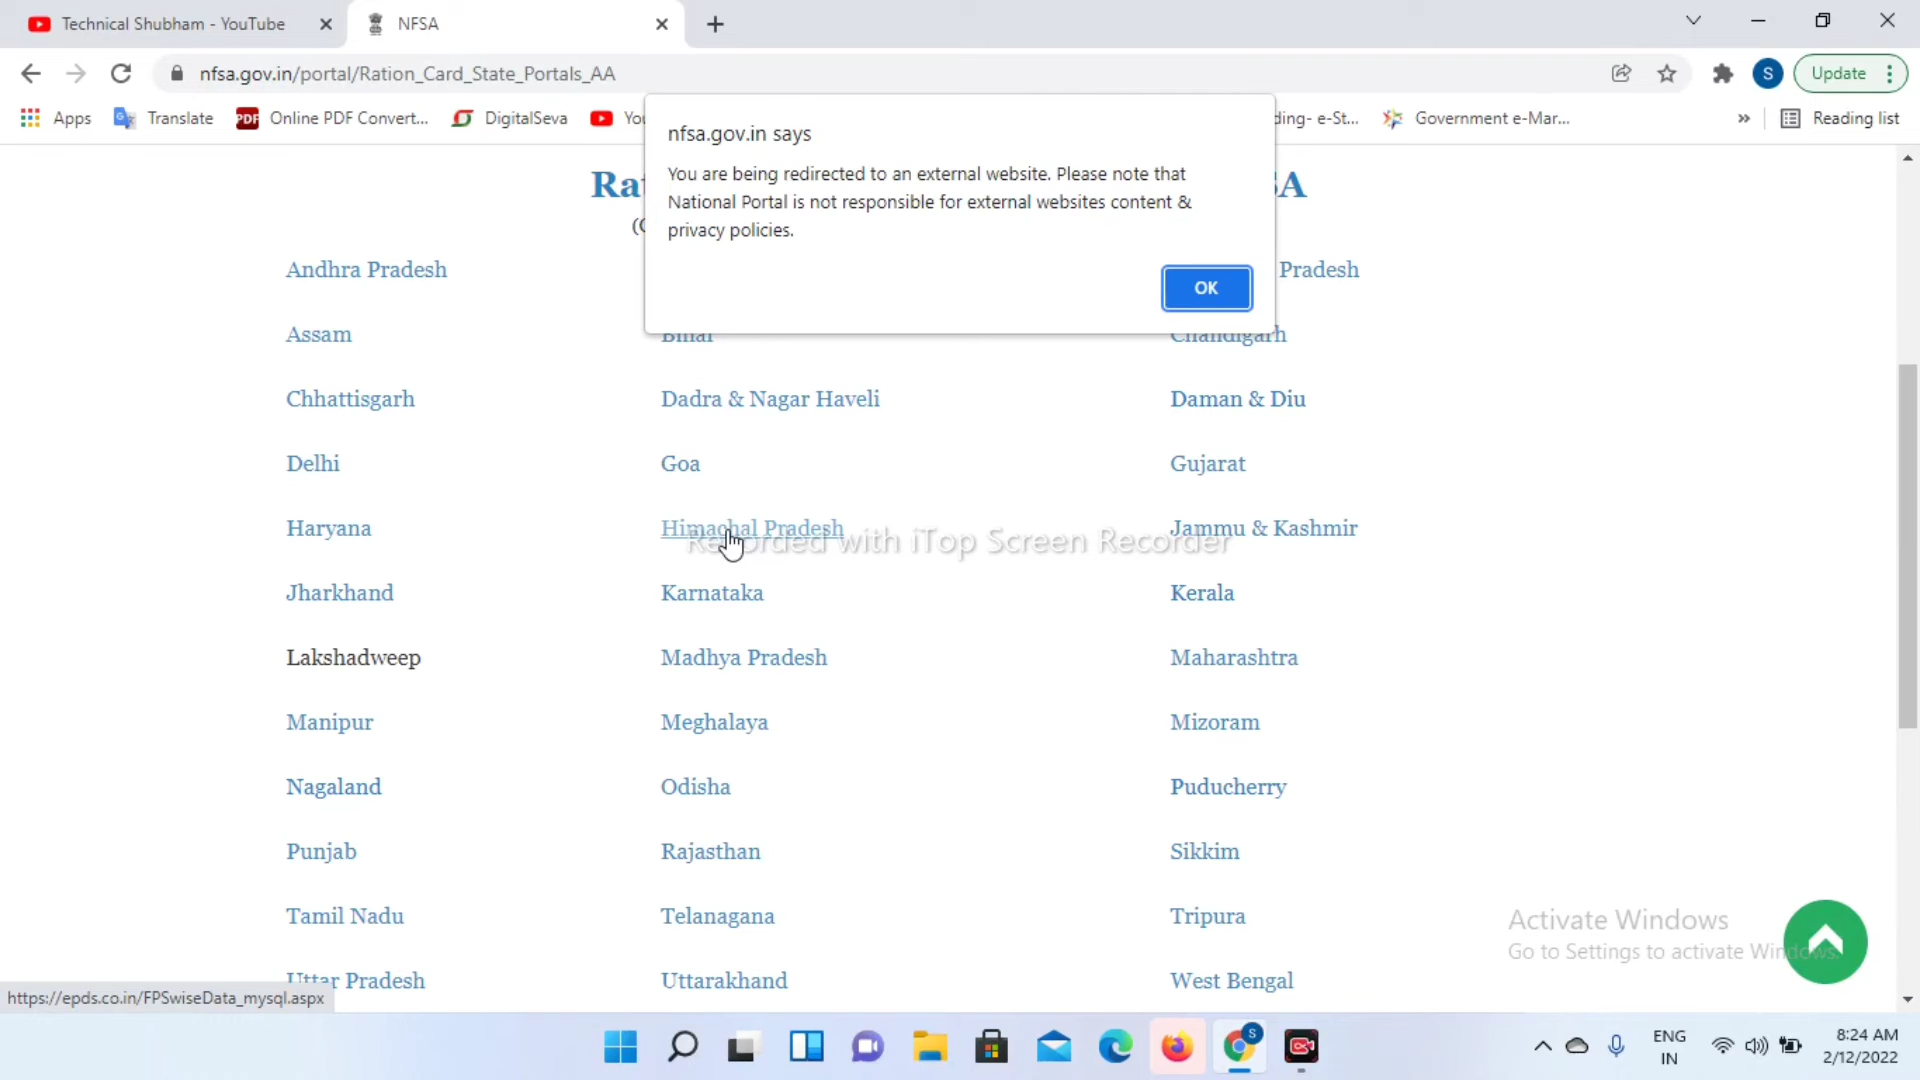 Technical Shubham - YouTube
NFSA
nfsa.gov.in/portal/Ration_Card_State_Portals_AA
S
Update
Apps
Translate
PDF
Online PDF Convert...
DigitalSeva
You
ding- e-St...
Government e-Mar...
»
Reading list
nfsa.gov.in says
You are being redirected to an external website. Please note that
National Portal is not responsible for external websites content &
privacy policies.
OK
Andhra Pradesh
Pradesh
Assam
Bihar
Chandigarh
Chhattisgarh
Dadra & Nagar Haveli
Daman & Diu
Delhi
Goa
Gujarat
Haryana
Himachal Pradesh
Jammu & Kashmir
Recorded with iTop Screen Recorder
Jharkhand
Karnataka
Kerala
Lakshadweep
Madhya Pradesh
Maharashtra
Manipur
Meghalaya
Mizoram
Nagaland
Odisha
Puducherry
Punjab
Rajasthan
Sikkim
Tamil Nadu
Telanagana
Tripura
Uttar Pradesh
Uttarakhand
West Bengal
Activate Windows
Go to Settings to activate Windows.
https://epds.co.in/FPSwiseData_mysql.aspx
S
ENG
IN
8:24 AM
2/12/2022